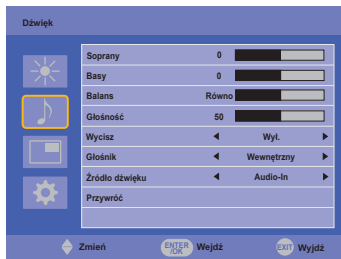 Dźwięk
Soprany 0
Basy 0
Balans Równo
Głośność 50
Wycisz Wył.
Głośnik Wewnętrzny
Źródło dźwięku Audio-In
Przywróć
Zmień ENTER /OK Wejdź EXIT Wyjdź